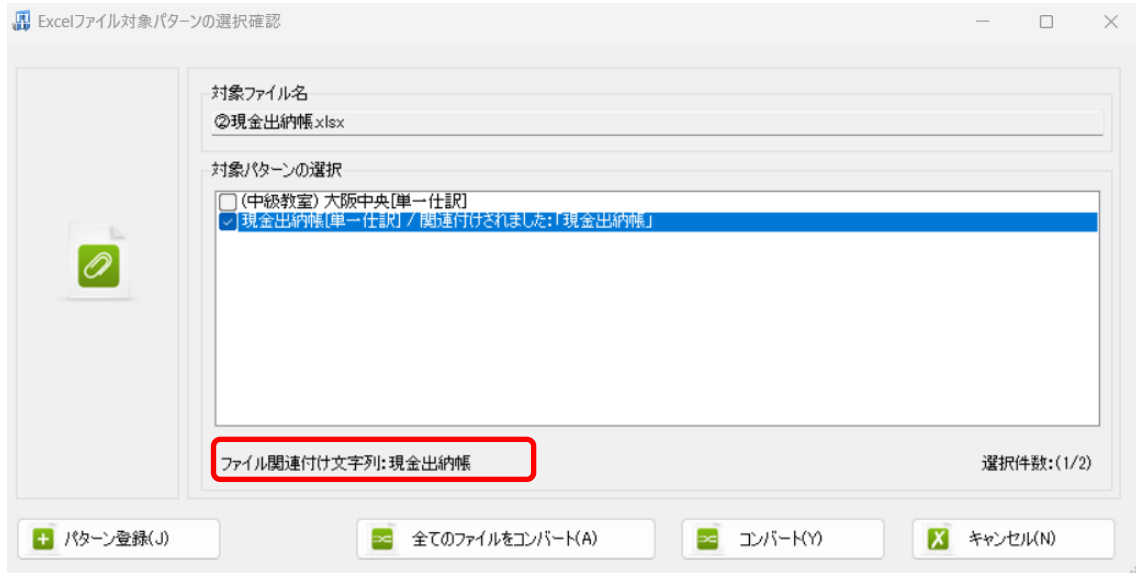 Excelファイル対象パターンの選択確認
対象ファイル名
②現金出納帳.xlsx
対象パターンの選択
(中級教室) 大阪中央[単一仕訳]
現金出納帳[単一仕訳] / 関連付けされました:「現金出納帳」
ファイル関連付け文字列:現金出納帳
選択件数:(1/2)
パターン登録(J)
全てのファイルをコンバート(A)
コンバート(Y)
キャンセル(N)